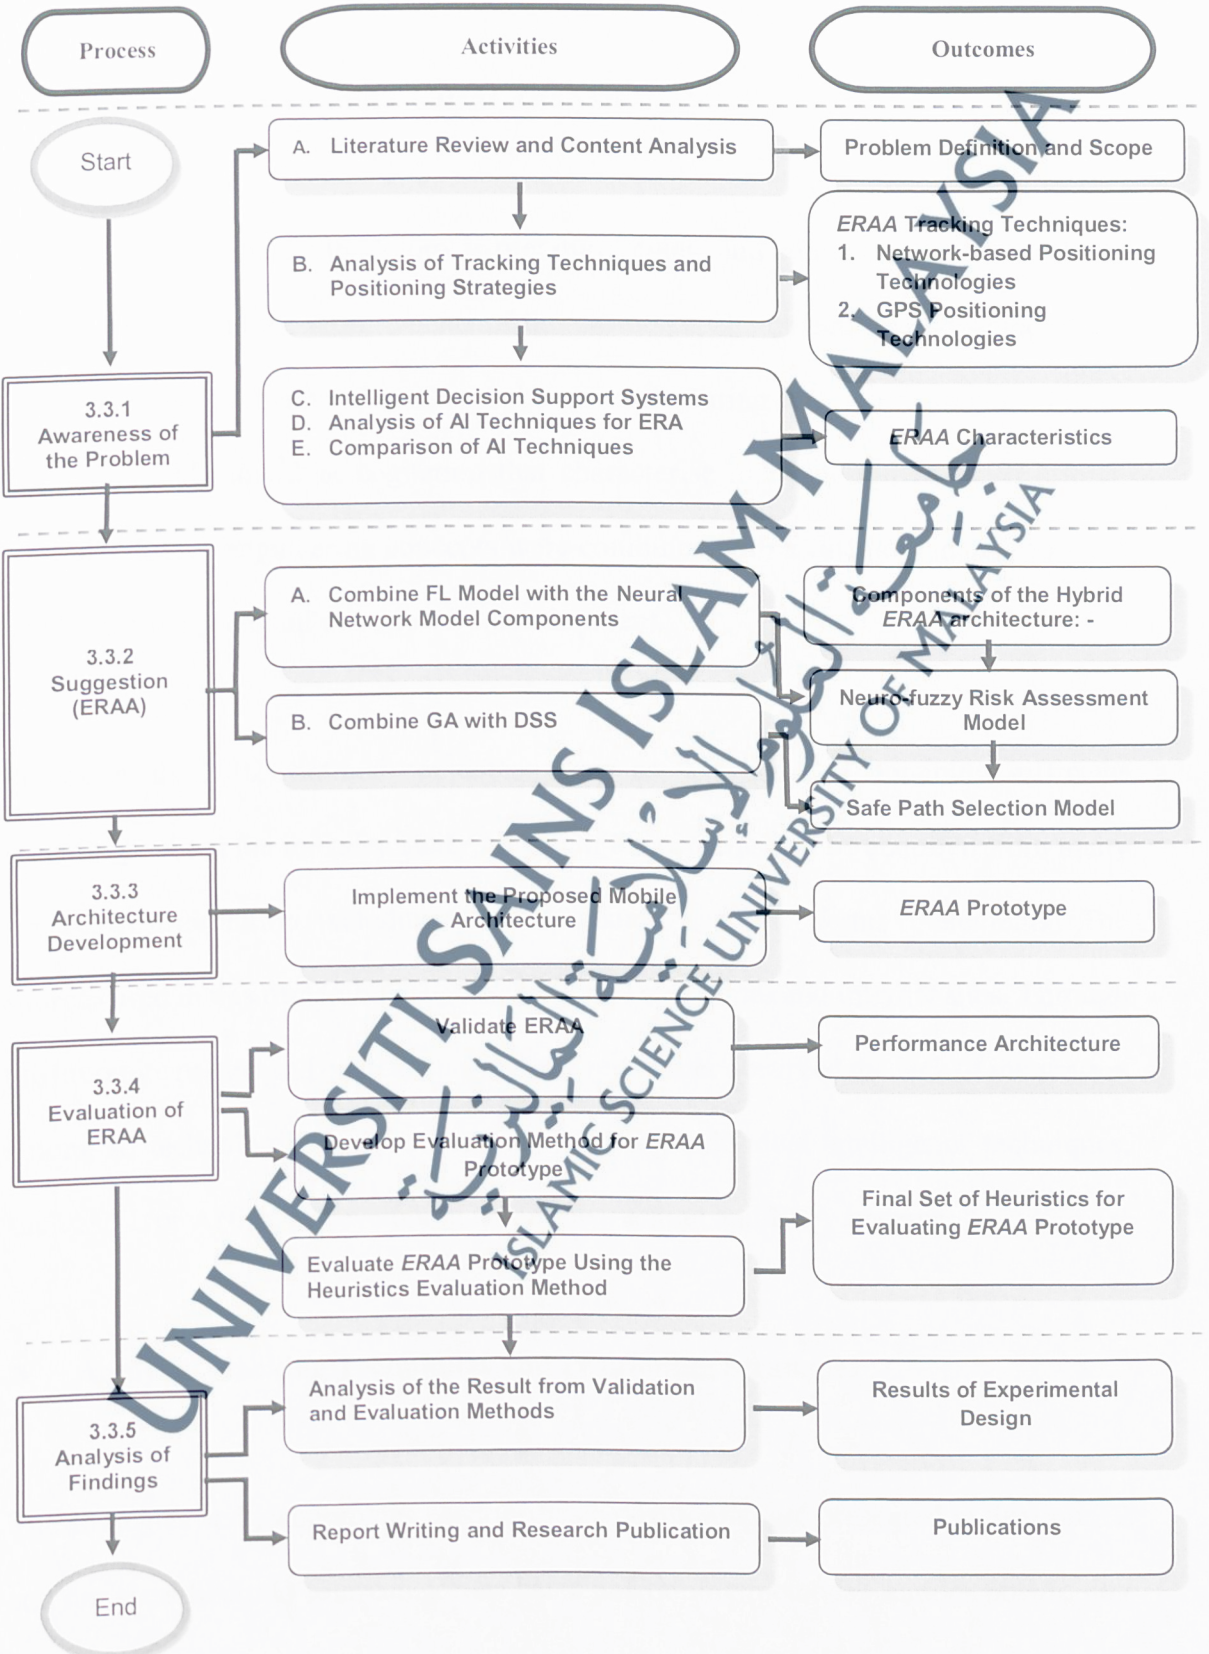 Process
Activities
Outcomes
Start
A. Literature Review and Content Analysis
Problem Definition and Scope
B. Analysis of Tracking Techniques and
Positioning Strategies
ERAA Tracking Techniques:
1. Network-based Positioning
Technologies
2. GPS Positioning
Technologies
3.3.1
Awareness of
the Problem
C. Intelligent Decision Support Systems
D. Analysis of AI Techniques for ERA
E. Comparison of AI Techniques
ERAA Characteristics
3.3.2
Suggestion
(ERAA)
A. Combine FL Model with the Neural
Network Model Components
B. Combine GA with DSS
Components of the Hybrid
ERAA architecture: -
Neuro-fuzzy Risk Assessment
Model
Safe Path Selection Model
3.3.3
Architecture
Development
Implement the Proposed Mobile
Architecture
ERAA Prototype
3.3.4
Evaluation of
ERAA
Validate ERAA
Performance Architecture
Develop Evaluation Method for ERAA
Prototype
Evaluate ERAA Prototype Using the
Heuristics Evaluation Method
Final Set of Heuristics for
Evaluating ERAA Prototype
3.3.5
Analysis of
Findings
Analysis of the Result from Validation
and Evaluation Methods
Results of Experimental
Design
Report Writing and Research Publication
Publications
End
UNIVERSITI SAINS ISLAM MALAYSIA
جامعة العلوم الإسلامية الماليزية
ISLAMIC SCIENCE UNIVERSITY OF MALAYSIA